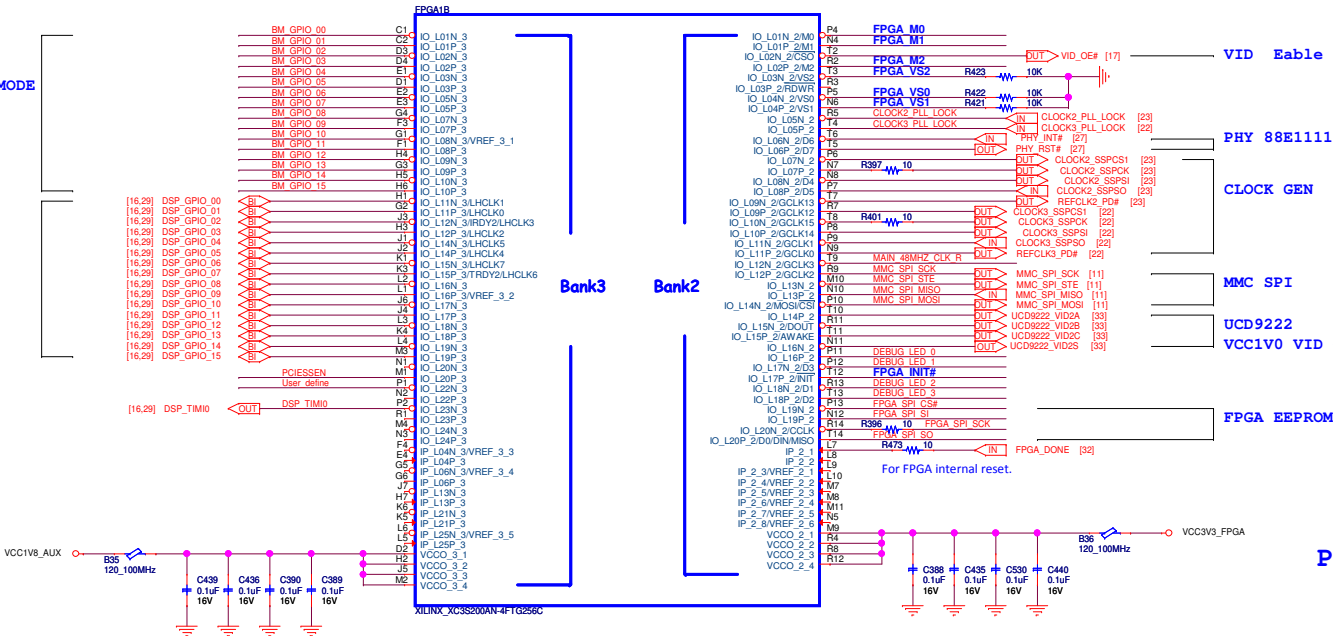 FPGA1B
MODE
BM_GPIO_00 C1 IO_L01N_3
BM_GPIO_01 C2 IO_L01P_3
BM_GPIO_02 D3 IO_L02N_3
BM_GPIO_03 D4 IO_L02P_3
BM_GPIO_04 E1 IO_L03N_3
BM_GPIO_05 D1 IO_L03P_3
BM_GPIO_06 E2 IO_L05N_3
BM_GPIO_07 E3 IO_L05P_3
BM_GPIO_08 G4 IO_L07N_3
BM_GPIO_09 F3 IO_L07P_3
BM_GPIO_10 G1 IO_L08N_3/VREF_3_1
BM_GPIO_11 F1 IO_L08P_3
BM_GPIO_12 H4 IO_L09N_3
BM_GPIO_13 G3 IO_L09P_3
BM_GPIO_14 H5 IO_L10N_3
BM_GPIO_15 H6 IO_L10P_3
[16,29] DSP_GPIO_00 BI H1 IO_L11N_3/LHCLK1
[16,29] DSP_GPIO_01 BI G2 IO_L11P_3/LHCLK0
[16,29] DSP_GPIO_02 BI J3 IO_L12N_3/IRDY2/LHCLK3
[16,29] DSP_GPIO_03 BI H3 IO_L12P_3/LHCLK2
[16,29] DSP_GPIO_04 BI J1 IO_L14N_3/LHCLK5
[16,29] DSP_GPIO_05 BI J2 IO_L14P_3/LHCLK4
[16,29] DSP_GPIO_06 BI K1 IO_L15N_3/LHCLK7
[16,29] DSP_GPIO_07 BI K3 IO_L15P_3/TRDY2/LHCLK6
[16,29] DSP_GPIO_08 BI L2 IO_L16N_3
[16,29] DSP_GPIO_09 BI L1 IO_L16P_3/VREF_3_2
[16,29] DSP_GPIO_10 BI J6 IO_L17N_3
[16,29] DSP_GPIO_11 BI J4 IO_L17P_3
[16,29] DSP_GPIO_12 BI L3 IO_L18N_3
[16,29] DSP_GPIO_13 BI K4 IO_L18P_3
[16,29] DSP_GPIO_14 BI L4 IO_L19N_3
[16,29] DSP_GPIO_15 BI M3 IO_L19P_3
N1 IO_L20N_3
PCIESSEN M1 IO_L20P_3
User_define P1 IO_L22N_3
N2 IO_L22P_3
[16,29] DSP_TIMI0 OUT DSP_TIMI0 P2 IO_L23N_3
R1 IO_L23P_3
M4 IO_L24N_3
N3 IO_L24P_3
F4 IP_L04N_3/VREF_3_3
E4 IP_L04P_3
G5 IP_L06N_3/VREF_3_4
G6 IP_L06P_3
J7 IP_L13N_3
H7 IP_L13P_3
K6 IP_L21N_3
K5 IP_L21P_3
L6 IP_L25N_3/VREF_3_5
L5 IP_L25P_3
D2 VCCO_3_1
H2 VCCO_3_2
J5 VCCO_3_3
M2 VCCO_3_4
VCC1V8_AUX
B35
120_100MHz
C439 C436 C390 C389
0.1uF 0.1uF 0.1uF 0.1uF
16V 16V 16V 16V
Bank3 Bank2
IO_L01N_2/M0 P4 FPGA_M0
IO_L01P_2/M1 N4 FPGA_M1
IO_L02N_2/CSO T2 OUT VID_OE# [17]
IO_L02P_2/M2 R2 FPGA_M2
IO_L03N_2/VS2 T3 FPGA_VS2 R423 10K
IO_L03P_2/RDWR R3
IO_L04N_2/VS0 P5 FPGA_VS0 R422 10K
IO_L04P_2/VS1 N6 FPGA_VS1 R421 10K
IO_L05N_2 R5 CLOCK2_PLL_LOCK IN CLOCK2_PLL_LOCK [23]
IO_L05P_2 T4 CLOCK3_PLL_LOCK IN CLOCK3_PLL_LOCK [22]
IO_L06N_2/D6 T6 IN PHY_INT# [27]
IO_L06P_2/D7 T5 OUT PHY_RST# [27]
IO_L07N_2 P6 OUT CLOCK2_SSPCS1 [23]
IO_L07P_2 N7 R397 10 OUT CLOCK2_SSPCK [23]
IO_L08N_2/D4 N8 OUT CLOCK2_SSPSI [23]
IO_L08P_2/D5 P7 IN CLOCK2_SSPSO [23]
IO_L09N_2/GCLK13 T7 OUT REFCLK2_PD# [23]
IO_L09P_2/GCLK12 R7 OUT CLOCK3_SSPCS1 [22]
IO_L10N_2/GCLK15 T8 R401 10 OUT CLOCK3_SSPCK [22]
IO_L10P_2/GCLK14 P8 OUT CLOCK3_SSPSI [22]
IO_L11N_2/GCLK1 P9 IN CLOCK3_SSPSO [22]
IO_L11P_2/GCLK0 N9 OUT REFCLK3_PD# [22]
IO_L12N_2/GCLK3 T9 MAIN_48MHZ_CLK_R
IO_L12P_2/GCLK2 R9 MMC_SPI_SCK OUT MMC_SPI_SCK [11]
IO_L13N_2 M10 MMC_SPI_STE OUT MMC_SPI_STE [11]
IO_L13P_2 N10 MMC_SPI_MISO IN MMC_SPI_MISO [11]
IO_L14N_2/MOSI/CSI P10 MMC_SPI_MOSI OUT MMC_SPI_MOSI [11]
IO_L14P_2 T10 OUT UCD9222_VID2A [33]
IO_L15N_2/DOUT R11 OUT UCD9222_VID2B [33]
IO_L15P_2/AWAKE T11 OUT UCD9222_VID2C [33]
IO_L16N_2 N11 OUT UCD9222_VID2S [33]
IO_L16P_2 P11 DEBUG_LED_0
IO_L17N_2/D3 P12 DEBUG_LED_1
IO_L17P_2/INIT T12 FPGA_INIT#
IO_L18N_2/D1 R13 DEBUG_LED_2
IO_L18P_2/D2 T13 DEBUG_LED_3
IO_L19N_2 P13 FPGA_SPI_CS#
IO_L19P_2 N12 FPGA_SPI_SI
IO_L20N_2/CCLK R14 R396 10 FPGA_SPI_SCK
IO_L20P_2/D0/DIN/MISO T14 FPGA_SPI_SO
IP_2_1 L7 R473 10 IN FPGA_DONE [32]
IP_2_2 L8
IP_2_3/VREF_2_1 L9
IP_2_4/VREF_2_2 L10
IP_2_5/VREF_2_3 M7
IP_2_6/VREF_2_4 M8
IP_2_7/VREF_2_5 M11
IP_2_8/VREF_2_6 N5
VCCO_2_1 M9
VCCO_2_2 R4
VCCO_2_3 R8
VCCO_2_4 R12
For FPGA internal reset.
VCC3V3_FPGA
B36
120_100MHz
C388 C435 C530 C440
0.1uF 0.1uF 0.1uF 0.1uF
16V 16V 16V 16V
VID Eable
PHY 88E1111
CLOCK GEN
MMC SPI
UCD9222
VCC1V0 VID
FPGA EEPROM
P
XILINX_XC3S200AN-4FTG256C